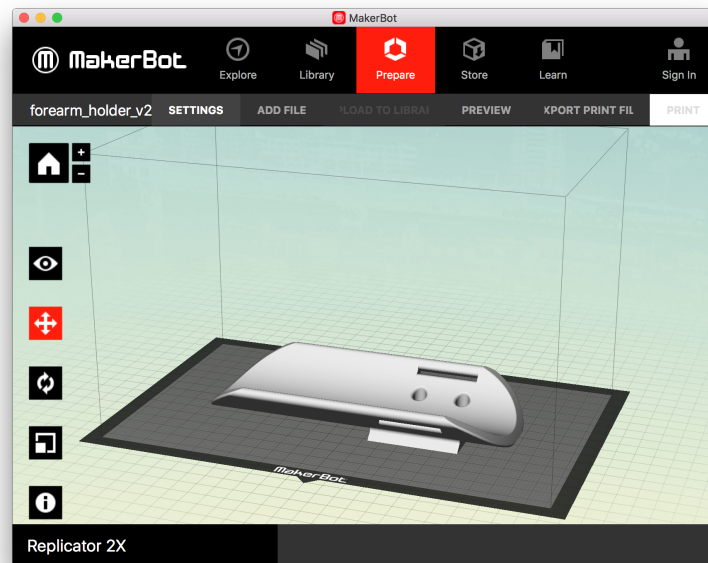 MakerBot
MakerBot
Explore
Library
Prepare
Store
Learn
Sign In
forearm_holder_v2
SETTINGS
ADD FILE
LOAD TO LIBRAI
PREVIEW
XPORT PRINT FIL
PRINT
+
-
MakerBot
Replicator 2X